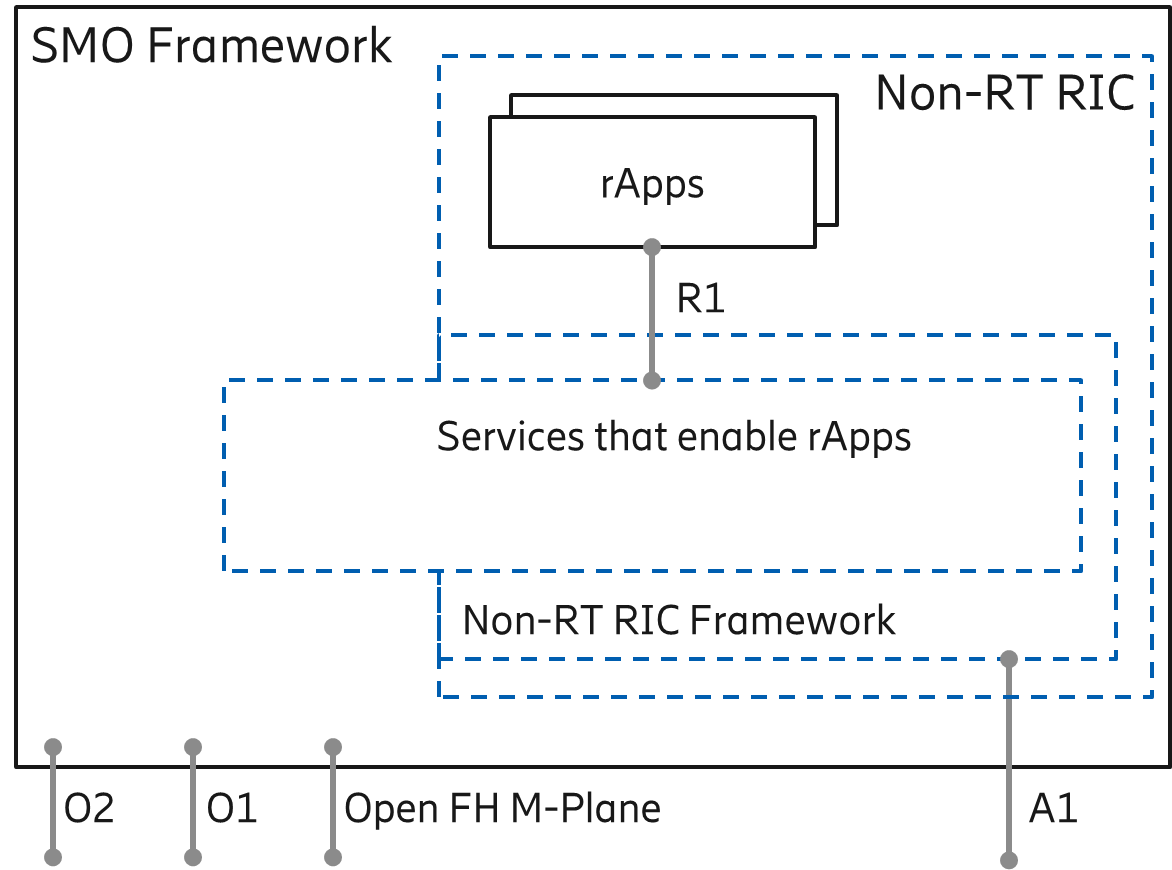 SMO Framework
Non-RT RIC
rApps
R1
Services that enable rApps
Non-RT RIC Framework
O2
O1
Open FH M-Plane
A1